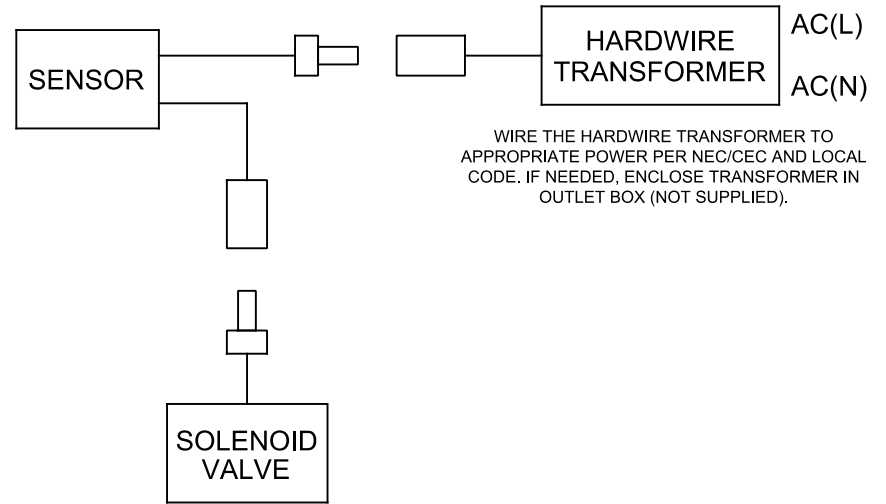 SENSOR
HARDWIRE
TRANSFORMER
AC(L)
AC(N)
WIRE THE HARDWIRE TRANSFORMER TO
APPROPRIATE POWER PER NEC/CEC AND LOCAL
CODE. IF NEEDED, ENCLOSE TRANSFORMER IN
OUTLET BOX (NOT SUPPLIED).
SOLENOID
VALVE